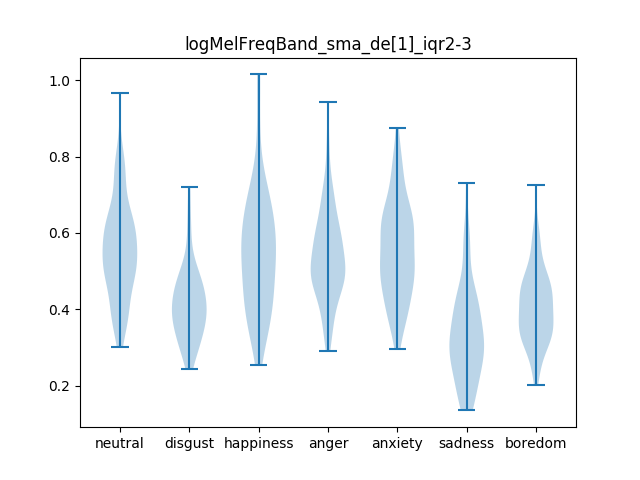 logMelFreqBand_sma_de[1]_iqr2-3
1.0
0.8
0.6
0.4
0.2
neutral disgust happiness anger anxiety sadness boredom